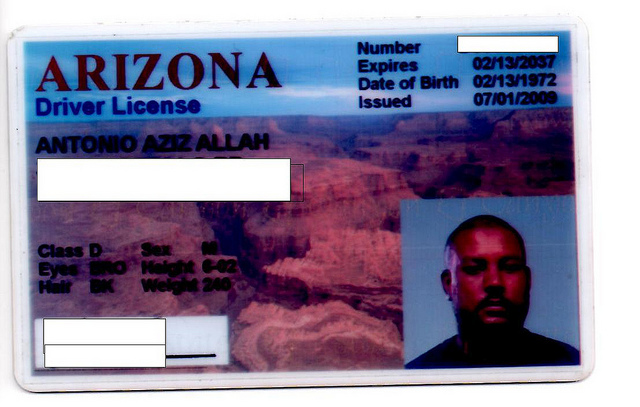 ARIZONA
Driver License
Number
Expires 02/13/2037
Date of Birth 02/13/1972
Issued 07/01/2009
ANTONIO AZIZ ALLAH
Class D Sex M
Eyes BRO Height 6-02
Hair BK Weight 240